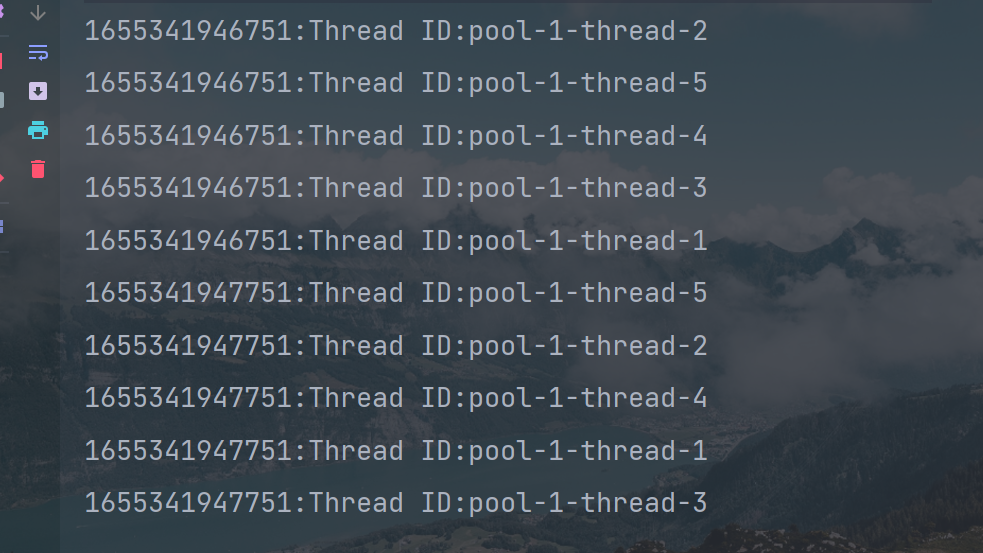 1655341946751:Thread ID:pool-1-thread-2
1655341946751:Thread ID:pool-1-thread-5
1655341946751:Thread ID:pool-1-thread-4
1655341946751:Thread ID:pool-1-thread-3
1655341946751:Thread ID:pool-1-thread-1
1655341947751:Thread ID:pool-1-thread-5
1655341947751:Thread ID:pool-1-thread-2
1655341947751:Thread ID:pool-1-thread-4
1655341947751:Thread ID:pool-1-thread-1
1655341947751:Thread ID:pool-1-thread-3